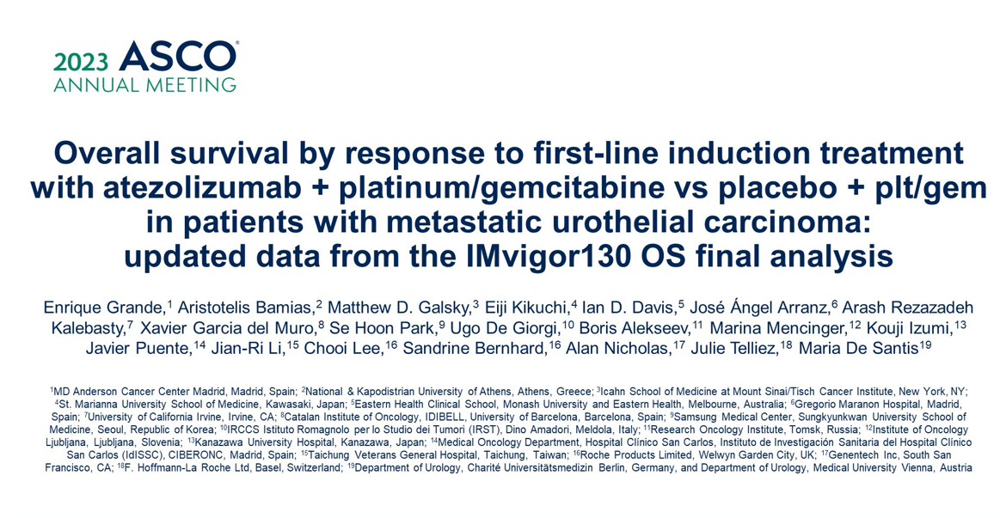 2023 ASCO®
ANNUAL MEETING
Overall survival by response to first-line induction treatment
with atezolizumab + platinum/gemcitabine vs placebo + plt/gem
in patients with metastatic urothelial carcinoma:
updated data from the IMvigor130 OS final analysis
Enrique Grande,¹ Aristotelis Bamias,² Matthew D. Galsky,³ Eiji Kikuchi,⁴ Ian D. Davis,⁵ José Ángel Arranz,⁶ Arash Rezazadeh
Kalebasty,⁷ Xavier Garcia del Muro,⁸ Se Hoon Park,⁹ Ugo De Giorgi,¹⁰ Boris Alekseev,¹¹ Marina Mencinger,¹² Kouji Izumi,¹³
Javier Puente,¹⁴ Jian-Ri Li,¹⁵ Chooi Lee,¹⁶ Sandrine Bernhard,¹⁶ Alan Nicholas,¹⁷ Julie Telliez,¹⁸ Maria De Santis¹⁹
¹MD Anderson Cancer Center Madrid, Madrid, Spain; ²National & Kapodistrian University of Athens, Athens, Greece; ³Icahn School of Medicine at Mount Sinai/Tisch Cancer Institute, New York, NY;
⁴St. Marianna University School of Medicine, Kawasaki, Japan; ⁵Eastern Health Clinical School, Monash University and Eastern Health, Melbourne, Australia; ⁶Gregorio Maranon Hospital, Madrid,
Spain; ⁷University of California Irvine, Irvine, CA; ⁸Catalan Institute of Oncology, IDIBELL, University of Barcelona, Barcelona, Spain; ⁹Samsung Medical Center, Sungkyunkwan University School of
Medicine, Seoul, Republic of Korea; ¹⁰IRCCS Istituto Romagnolo per lo Studio dei Tumori (IRST), Dino Amadori, Meldola, Italy; ¹¹Research Oncology Institute, Tomsk, Russia; ¹²Institute of Oncology
Ljubljana, Ljubljana, Slovenia; ¹³Kanazawa University Hospital, Kanazawa, Japan; ¹⁴Medical Oncology Department, Hospital Clínico San Carlos, Instituto de Investigación Sanitaria del Hospital Clínico
San Carlos (IdISSC), CIBERONC, Madrid, Spain; ¹⁵Taichung Veterans General Hospital, Taichung, Taiwan; ¹⁶Roche Products Limited, Welwyn Garden City, UK; ¹⁷Genentech Inc, South San
Francisco, CA; ¹⁸F. Hoffmann-La Roche Ltd, Basel, Switzerland; ¹⁹Department of Urology, Charité Universitätsmedizin Berlin, Germany, and Department of Urology, Medical University Vienna, Austria